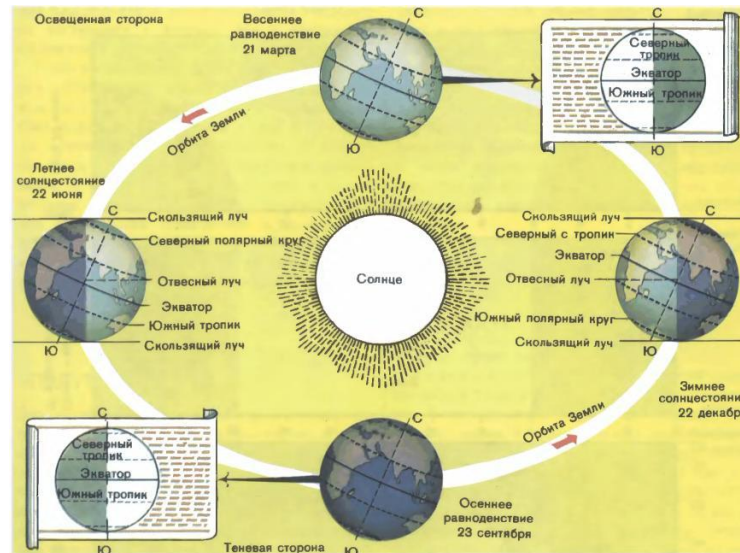 Освещенная сторона
Весеннее
равноденствие
21 марта
С
Ю
С
Северный
тропик
Экватор
Южный тропик
Ю
Орбита Земли
Летнее
солнцестояние
22 июня
С
Скользящий луч
Северный полярный круг
Отвесный луч
Экватор
Южный тропик
Скользящий луч
Ю
Солнце
Скользящий луч
Северный с тропик
Экватор
Отвесный луч
Южный полярный круг
Скользящий луч
С
Ю
Зимнее
солнцестояни
22 декабр
Орбита Земли
С
Северный
тропик
Экватор
Южный тропик
Ю
С
Ю
Осеннее
равноденствие
23 сентября
Теневая сторона